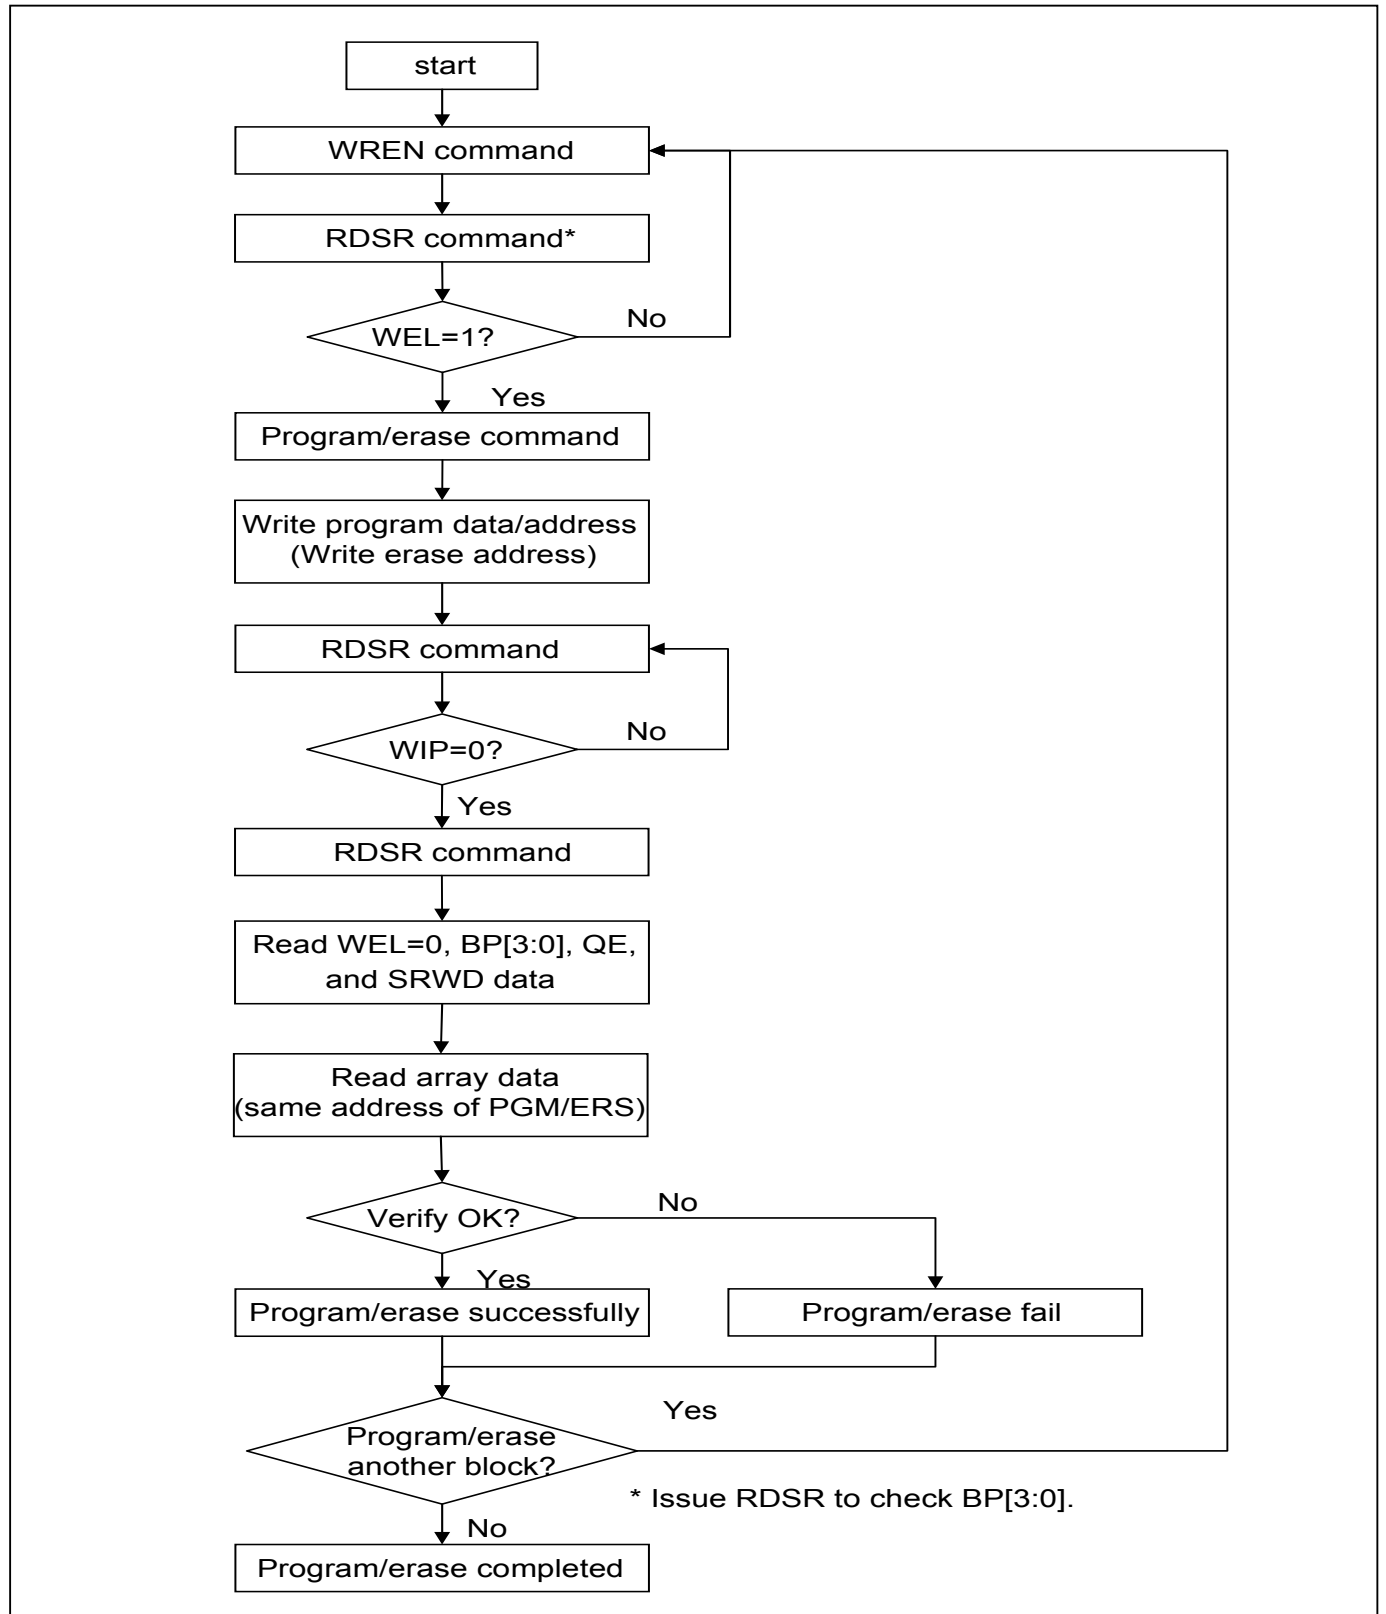 start
WREN command
RDSR command*
WEL=1?
No
Yes
Program/erase command
Write program data/address
(Write erase address)
RDSR command
WIP=0?
No
Yes
RDSR command
Read WEL=0, BP[3:0], QE,
and SRWD data
Read array data
(same address of PGM/ERS)
Verify OK?
No
Yes
Program/erase successfully
Program/erase fail
Yes
Program/erase
another block?
* Issue RDSR to check BP[3:0].
No
Program/erase completed